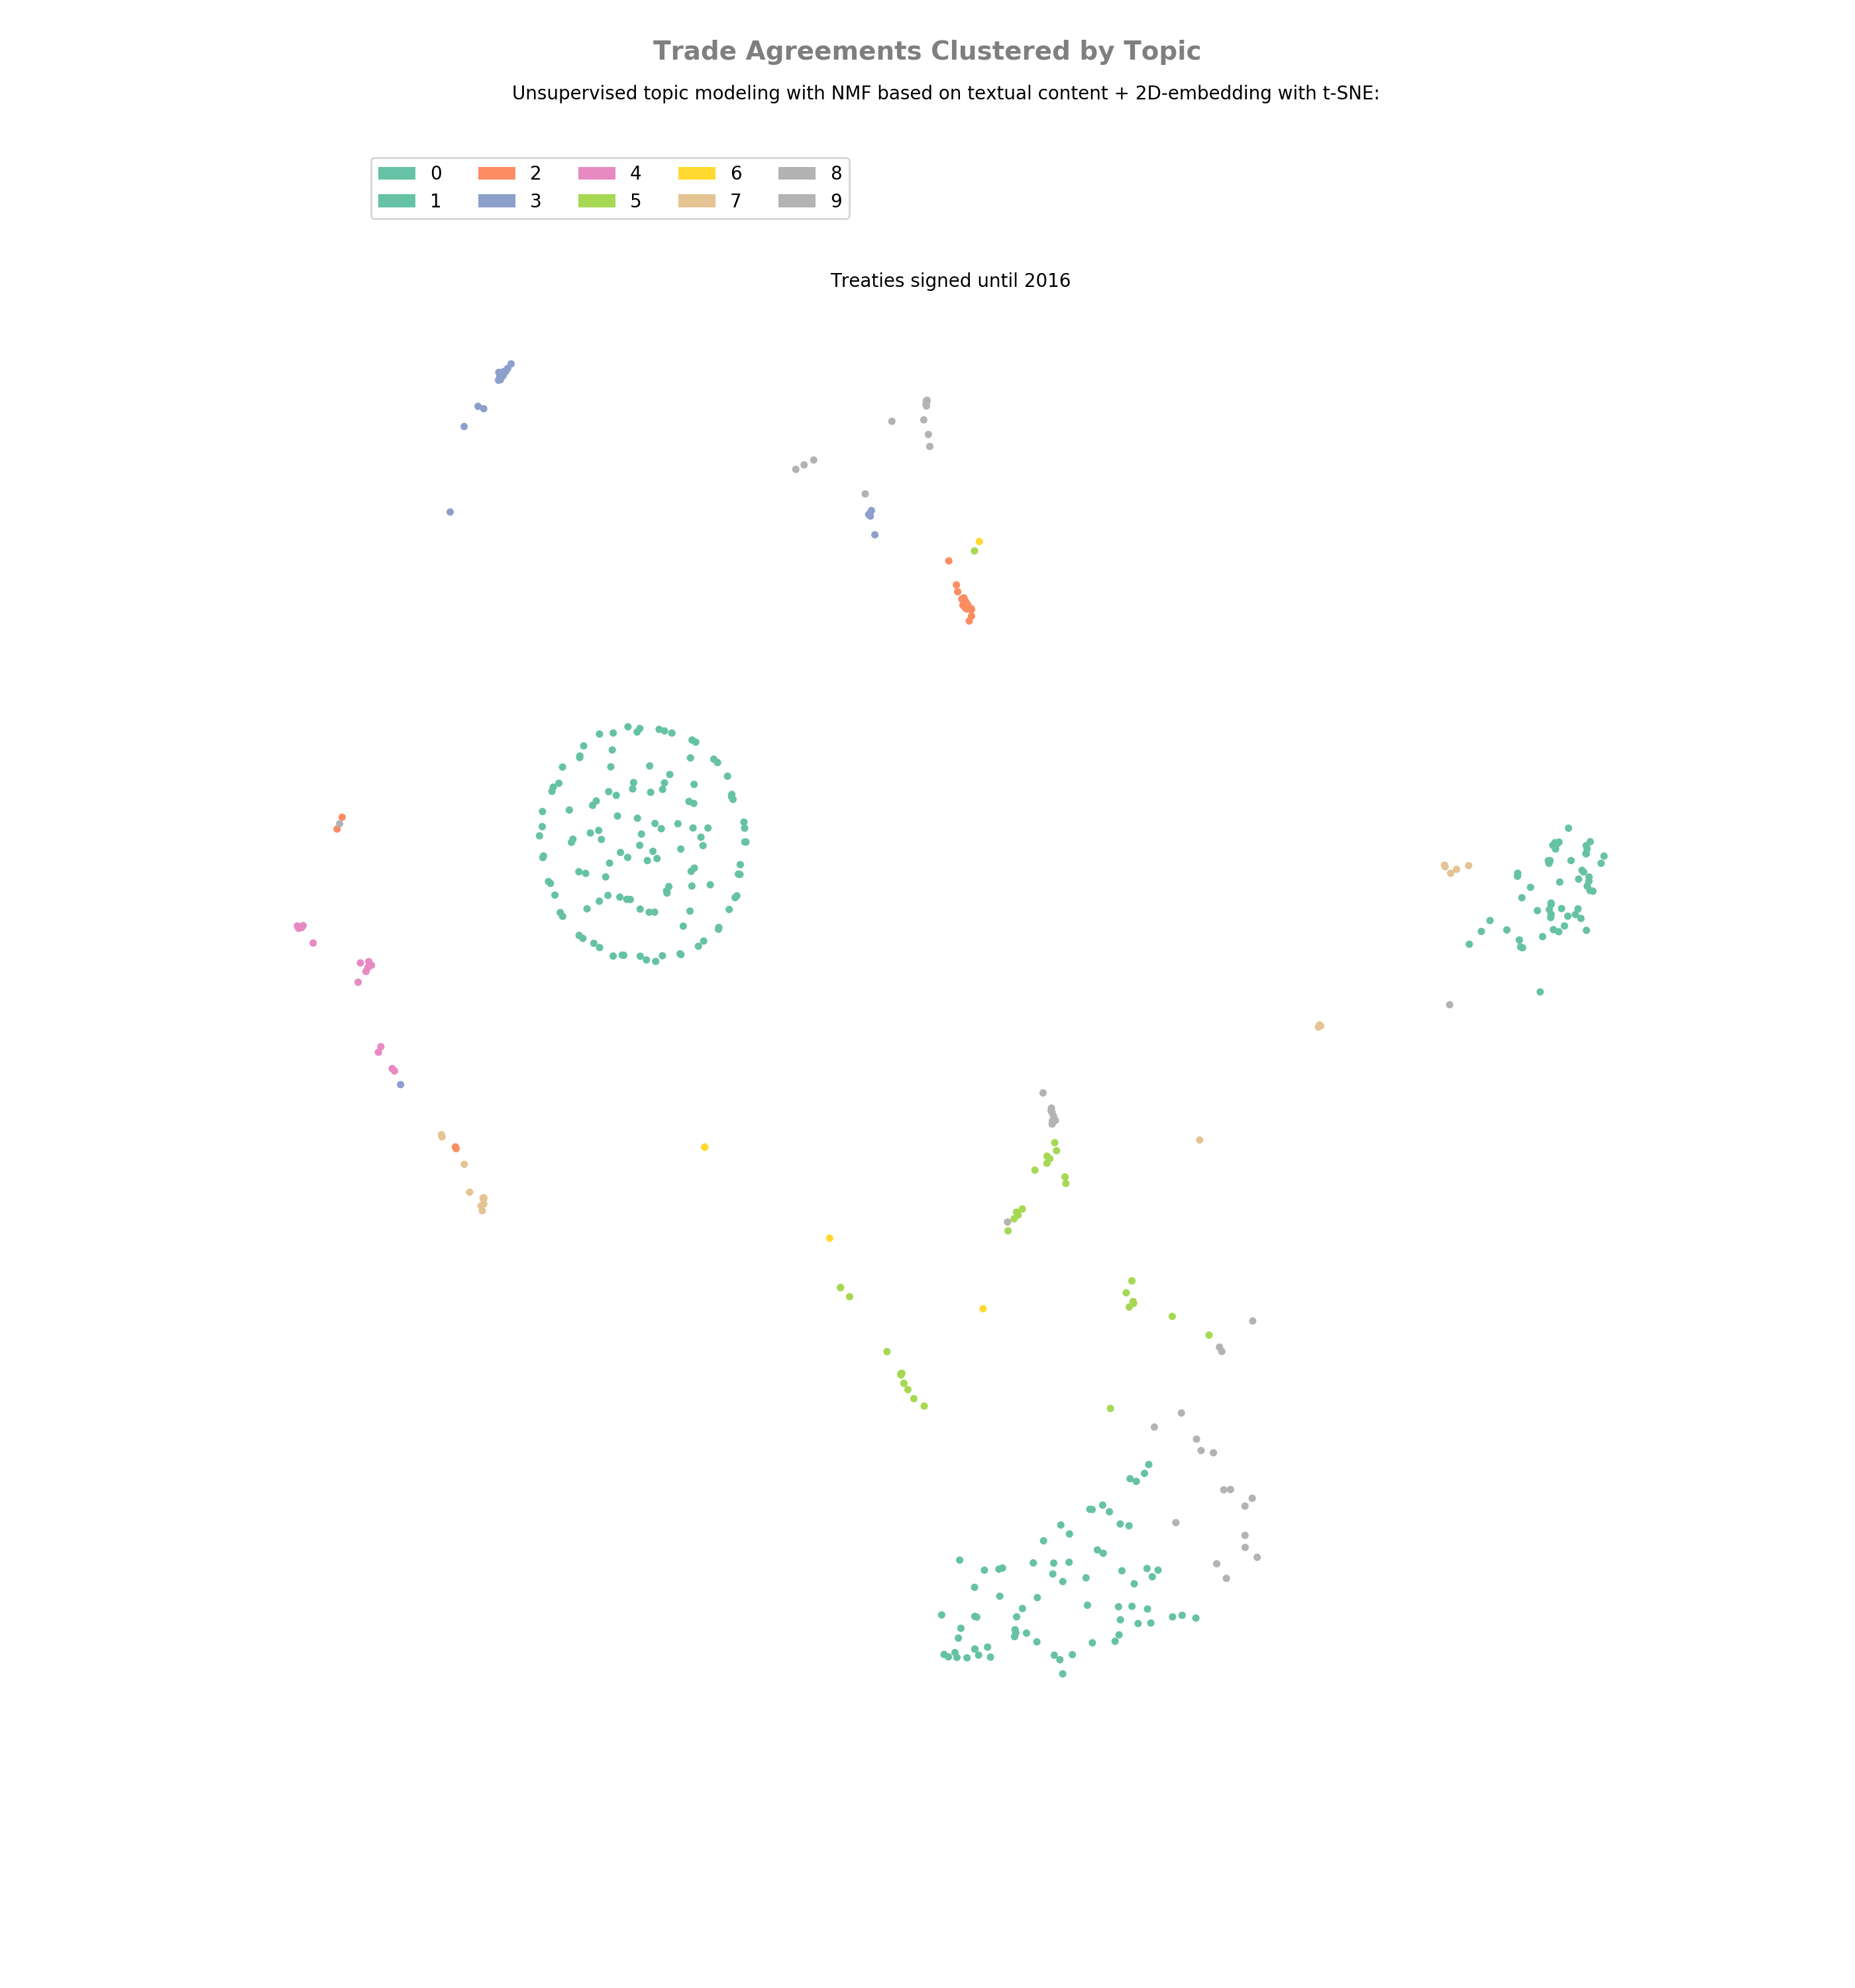 Trade Agreements Clustered by Topic
Unsupervised topic modeling with NMF based on textual content + 2D-embedding with t-SNE:
0 2 4 6 8
1 3 5 7 9
Treaties signed until 2016